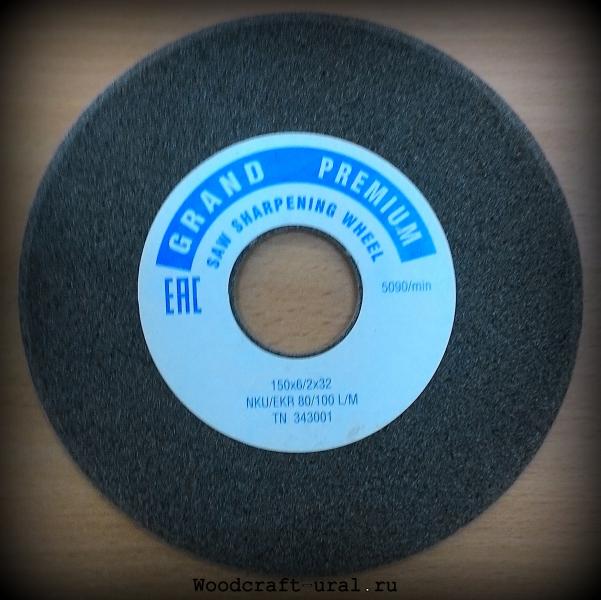 GRAND PREMIUM
SAW SHARPENING WHEEL
EAC
5090/min
150x6/2x32
NKU/EKR 80/100 L/M
TN 343001
Woodcraft-ural.ru